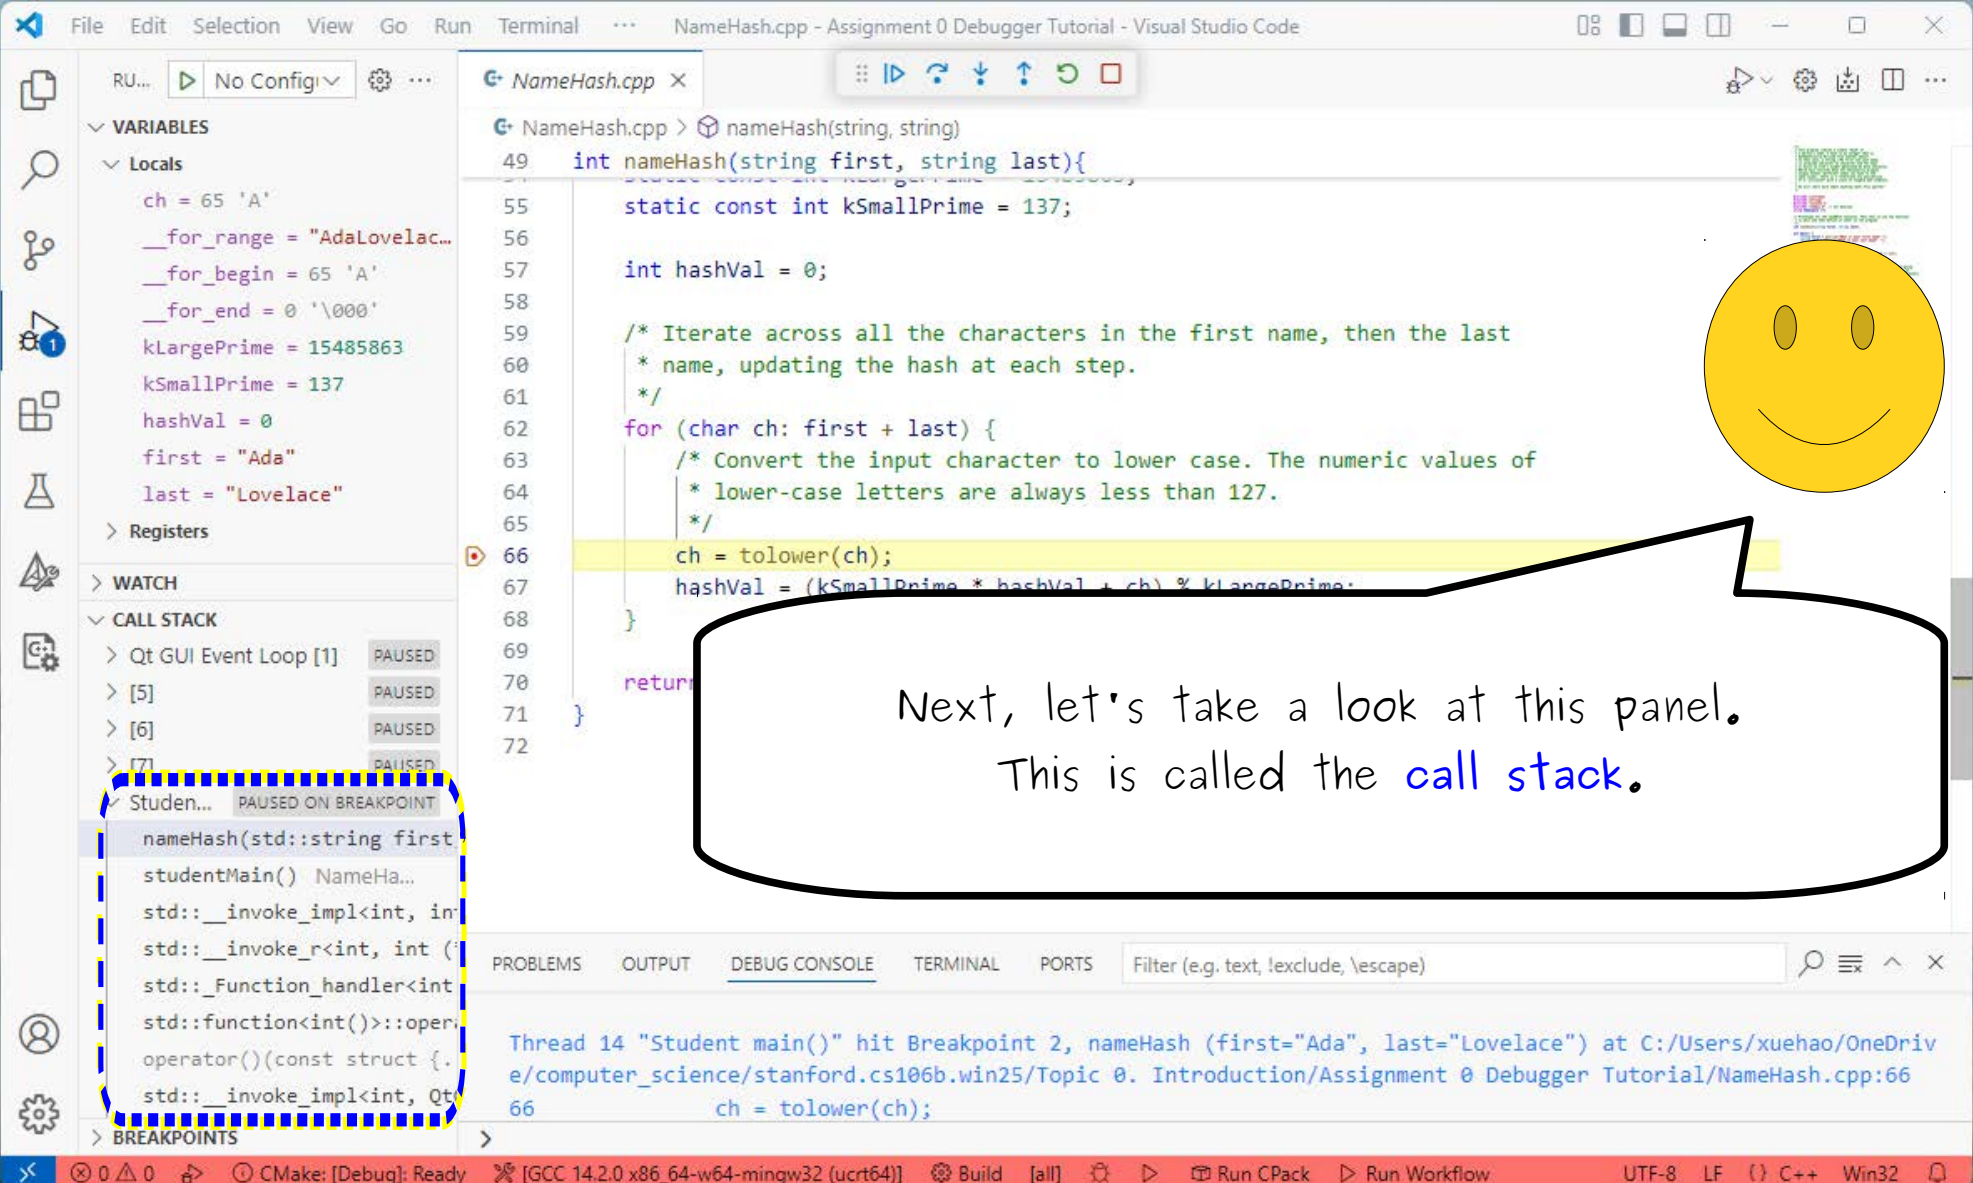 File Edit Selection View Go Run Terminal ··· NameHash.cpp - Assignment 0 Debugger Tutorial - Visual Studio Code
RU... No Config
NameHash.cpp
VARIABLES
Locals
ch = 65 'A'
__for_range = "AdaLovelac...
__for_begin = 65 'A'
__for_end = 0 '\000'
kLargePrime = 15485863
kSmallPrime = 137
hashVal = 0
first = "Ada"
last = "Lovelace"
Registers
WATCH
CALL STACK
Qt GUI Event Loop [1] PAUSED
[5] PAUSED
[6] PAUSED
[7] PAUSED
Studen... PAUSED ON BREAKPOINT
nameHash(std::string first
studentMain() NameHa...
std::__invoke_impl<int, in
std::__invoke_r<int, int (
std::_Function_handler<int
std::function<int()>::oper
operator()(const struct {.
std::__invoke_impl<int, Qt
BREAKPOINTS
NameHash.cpp > nameHash(string, string)
49 int nameHash(string first, string last){
55 static const int kSmallPrime = 137;
56
57 int hashVal = 0;
58
59 /* Iterate across all the characters in the first name, then the last
60 * name, updating the hash at each step.
61 */
62 for (char ch: first + last) {
63 /* Convert the input character to lower case. The numeric values of
64 * lower-case letters are always less than 127.
65 */
66 ch = tolower(ch);
67 hashVal = (kSmallPrime * hashVal + ch) % kLargePrime;
68 }
69
70 return
71 }
72
Next, let's take a look at this panel.
This is called the call stack.
PROBLEMS OUTPUT DEBUG CONSOLE TERMINAL PORTS Filter (e.g. text, !exclude, \escape)
Thread 14 "Student main()" hit Breakpoint 2, nameHash (first="Ada", last="Lovelace") at C:/Users/xuehao/OneDriv
e/computer_science/stanford.cs106b.win25/Topic 0. Introduction/Assignment 0 Debugger Tutorial/NameHash.cpp:66
66 ch = tolower(ch);
>
0 0 CMake: [Debug]: Ready [GCC 14.2.0 x86_64-w64-mingw32 (ucrt64)] Build [all] Run CPack Run Workflow UTF-8 LF {} C++ Win32